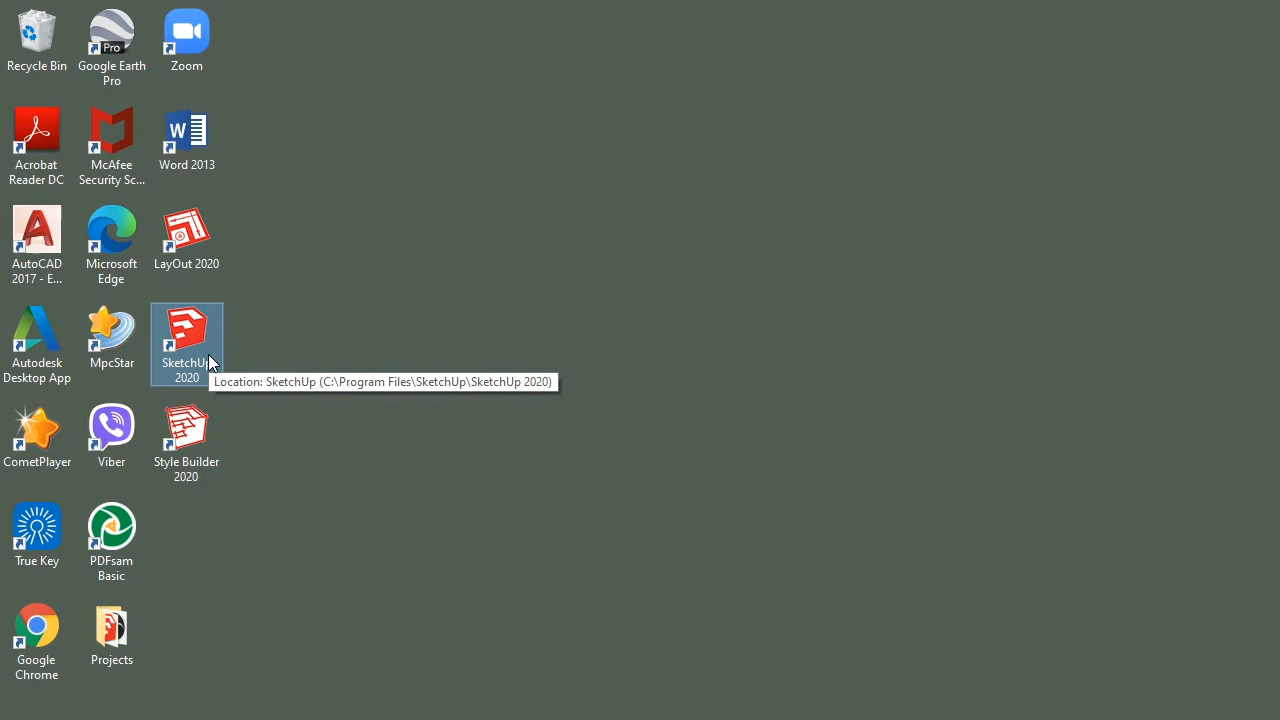 Recycle Bin
Google Earth
Pro
Pro
Zoom
Acrobat
Reader DC
McAfee
Security Sc...
W
Word 2013
AutoCAD
2017 - E...
Microsoft
Edge
A
LayOut 2020
Autodesk
Desktop App
MpcStar
SketchUp
2020
Location: SketchUp (C:\Program Files\SketchUp\SketchUp 2020)
CometPlayer
Viber
Style Builder
2020
True Key
PDFsam
Basic
Google
Chrome
Projects